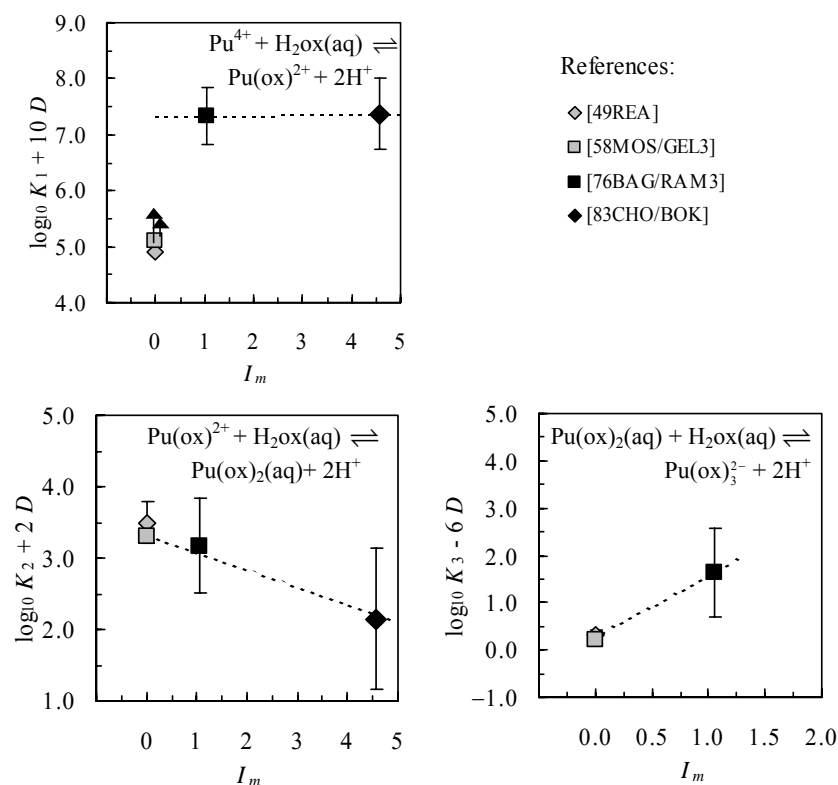 Pu⁴⁺ + H₂ox(aq) ⇌
Pu(ox)²⁺ + 2H⁺
log₁₀ K₁ + 10 D
9.0
8.0
7.0
6.0
5.0
4.0
0 1 2 3 4 5
Iₘ
References:
[49REA]
[58MOS/GEL3]
[76BAG/RAM3]
[83CHO/BOK]
Pu(ox)²⁺ + H₂ox(aq) ⇌
Pu(ox)₂(aq)+ 2H⁺
log₁₀ K₂ + 2 D
5.0
4.0
3.0
2.0
1.0
0 1 2 3 4 5
Iₘ
Pu(ox)₂(aq) + H₂ox(aq) ⇌
Pu(ox)₃²⁻ + 2H⁺
log₁₀ K₃ - 6 D
5.0
4.0
3.0
2.0
1.0
0.0
–1.0
0.0 0.5 1.0 1.5 2.0
Iₘ